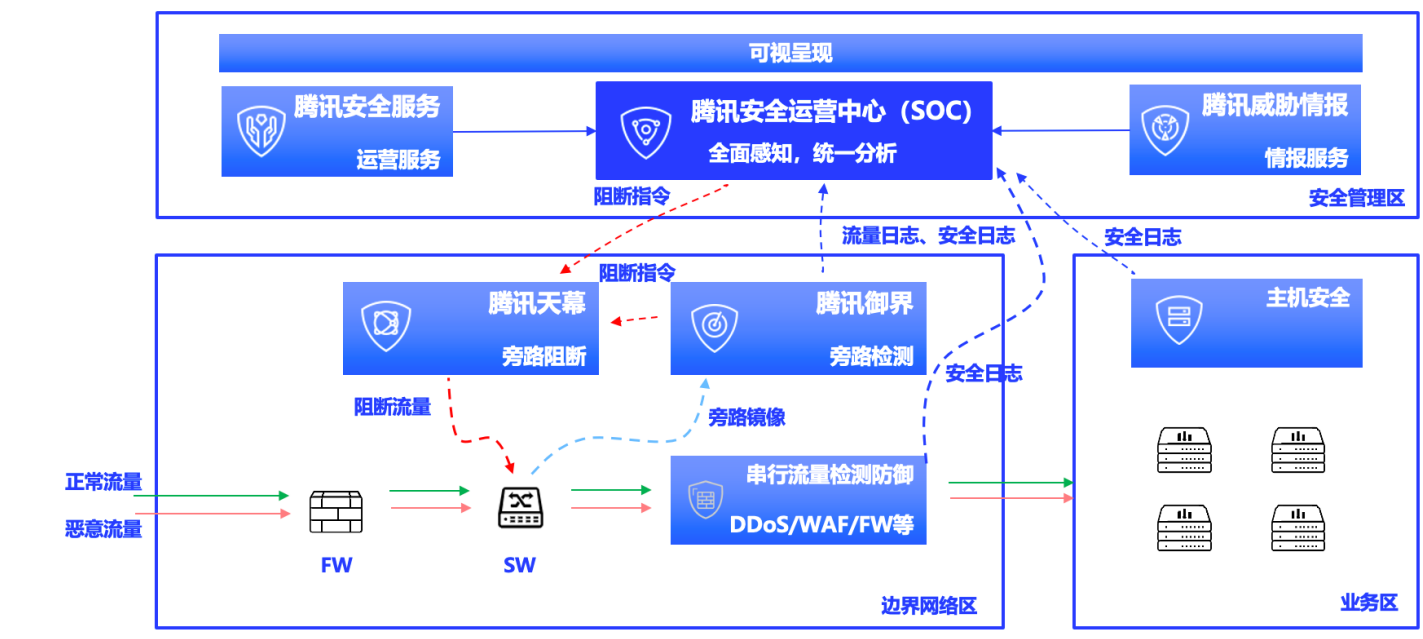 可视呈现
腾讯安全服务
运营服务
腾讯安全运营中心（SOC）
全面感知，统一分析
腾讯威胁情报
情报服务
安全管理区
阻断指令
流量日志、安全日志
安全日志
阻断指令
腾讯天幕
旁路阻断
腾讯御界
旁路检测
主机安全
安全日志
阻断流量
旁路镜像
正常流量
恶意流量
FW
SW
串行流量检测防御
DDoS/WAF/FW等
边界网络区
业务区